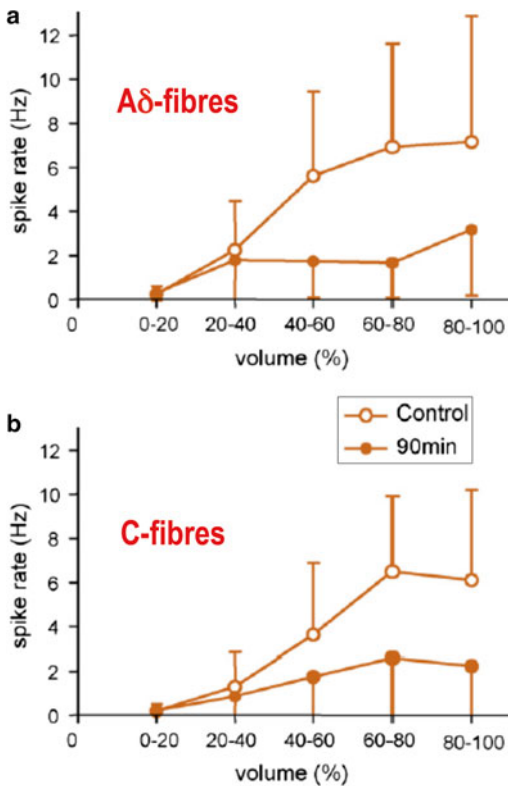 a
12
10
8
6
4
2
0
spike rate (Hz)
Aδ-fibres
0 0-20 20-40 40-60 60-80 80-100
volume (%)
Control
90min
b
12
10
8
6
4
2
0
spike rate (Hz)
C-fibres
0 0-20 20-40 40-60 60-80 80-100
volume (%)